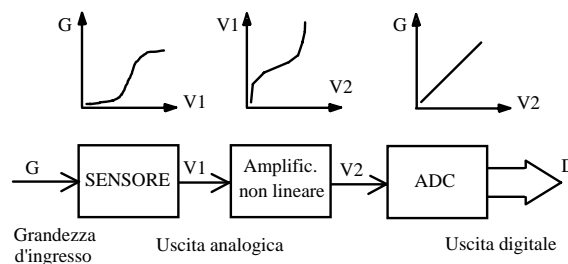 G
V1
V1
V2
G
V2
G
SENSORE
V1
Amplific.
non lineare
V2
ADC
D
Grandezza
d'ingresso
Uscita analogica
Uscita digitale